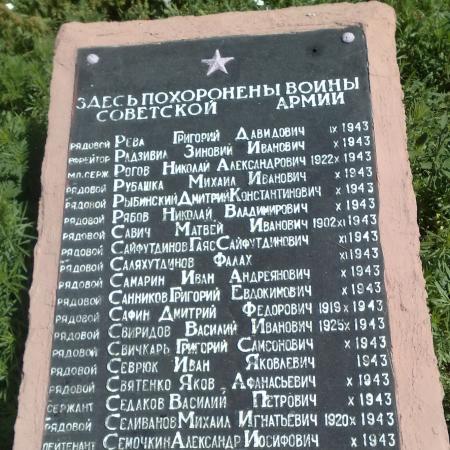 ЗДЕСЬ ПОХОРОНЕНЫ ВОИНЫ
СОВЕТСКОЙ АРМИИ
РЯДОВОЙ РЕВА ГРИГОРИЙ ДАВИДОВИЧ IX 1943
ЕФРЕЙТОР РАДЗИВИЛ ЗИНОВИЙ ИВАНОВИЧ X 1943
МЛ.СЕРЖ. РОГОВ НИКОЛАЙ АЛЕКСАНДРОВИЧ 1922 X 1943
РЯДОВОЙ РУБАШКА МИХАИЛ ИВАНОВИЧ X 1943
РЯДОВОЙ РЫБИНСКИЙ ДМИТРИЙ КОНСТАНТИНОВИЧ X 1943
РЯДОВОЙ РЯБОВ НИКОЛАЙ ВЛАДИМИРОВИЧ X 1943
РЯДОВОЙ САВИЧ МАТВЕЙ ИВАНОВИЧ 1902 XI 1943
РЯДОВОЙ САЙФУТДИНОВ ГАЯС САЙФУТДИНОВИЧ XI 1943
РЯДОВОЙ САЛЯХУТДИНОВ ФАЛАХ XI 1943
РЯДОВОЙ САМАРИН ИВАН АНДРЕЯНОВИЧ X 1943
РЯДОВОЙ САННИКОВ ГРИГОРИЙ ЕВДОКИМОВИЧ X 1943
РЯДОВОЙ САФИН ДМИТРИЙ ФЕДОРОВИЧ 1919 X 1943
РЯДОВОЙ СВИРИДОВ ВАСИЛИЙ ИВАНОВИЧ 1925 X 1943
РЯДОВОЙ СВИЧКАРЬ ГРИГОРИЙ САМСОНОВИЧ X 1943
РЯДОВОЙ СЕВРЮК ИВАН ЯКОВЛЕВИЧ 1943
РЯДОВОЙ СВЯТЕНКО ЯКОВ АФАНАСЬЕВИЧ X 1943
СЕРЖАНТ СЕДАКОВ ВАСИЛИЙ ПЕТРОВИЧ X 1943
РЯДОВОЙ СЕЛИВАНОВ МИХАИЛ ИГНАТЬЕВИЧ 1920 X 1943
ЛЕЙТЕНАНТ СЕМОЧКИН АЛЕКСАНДР ИОСИФОВИЧ X 1943